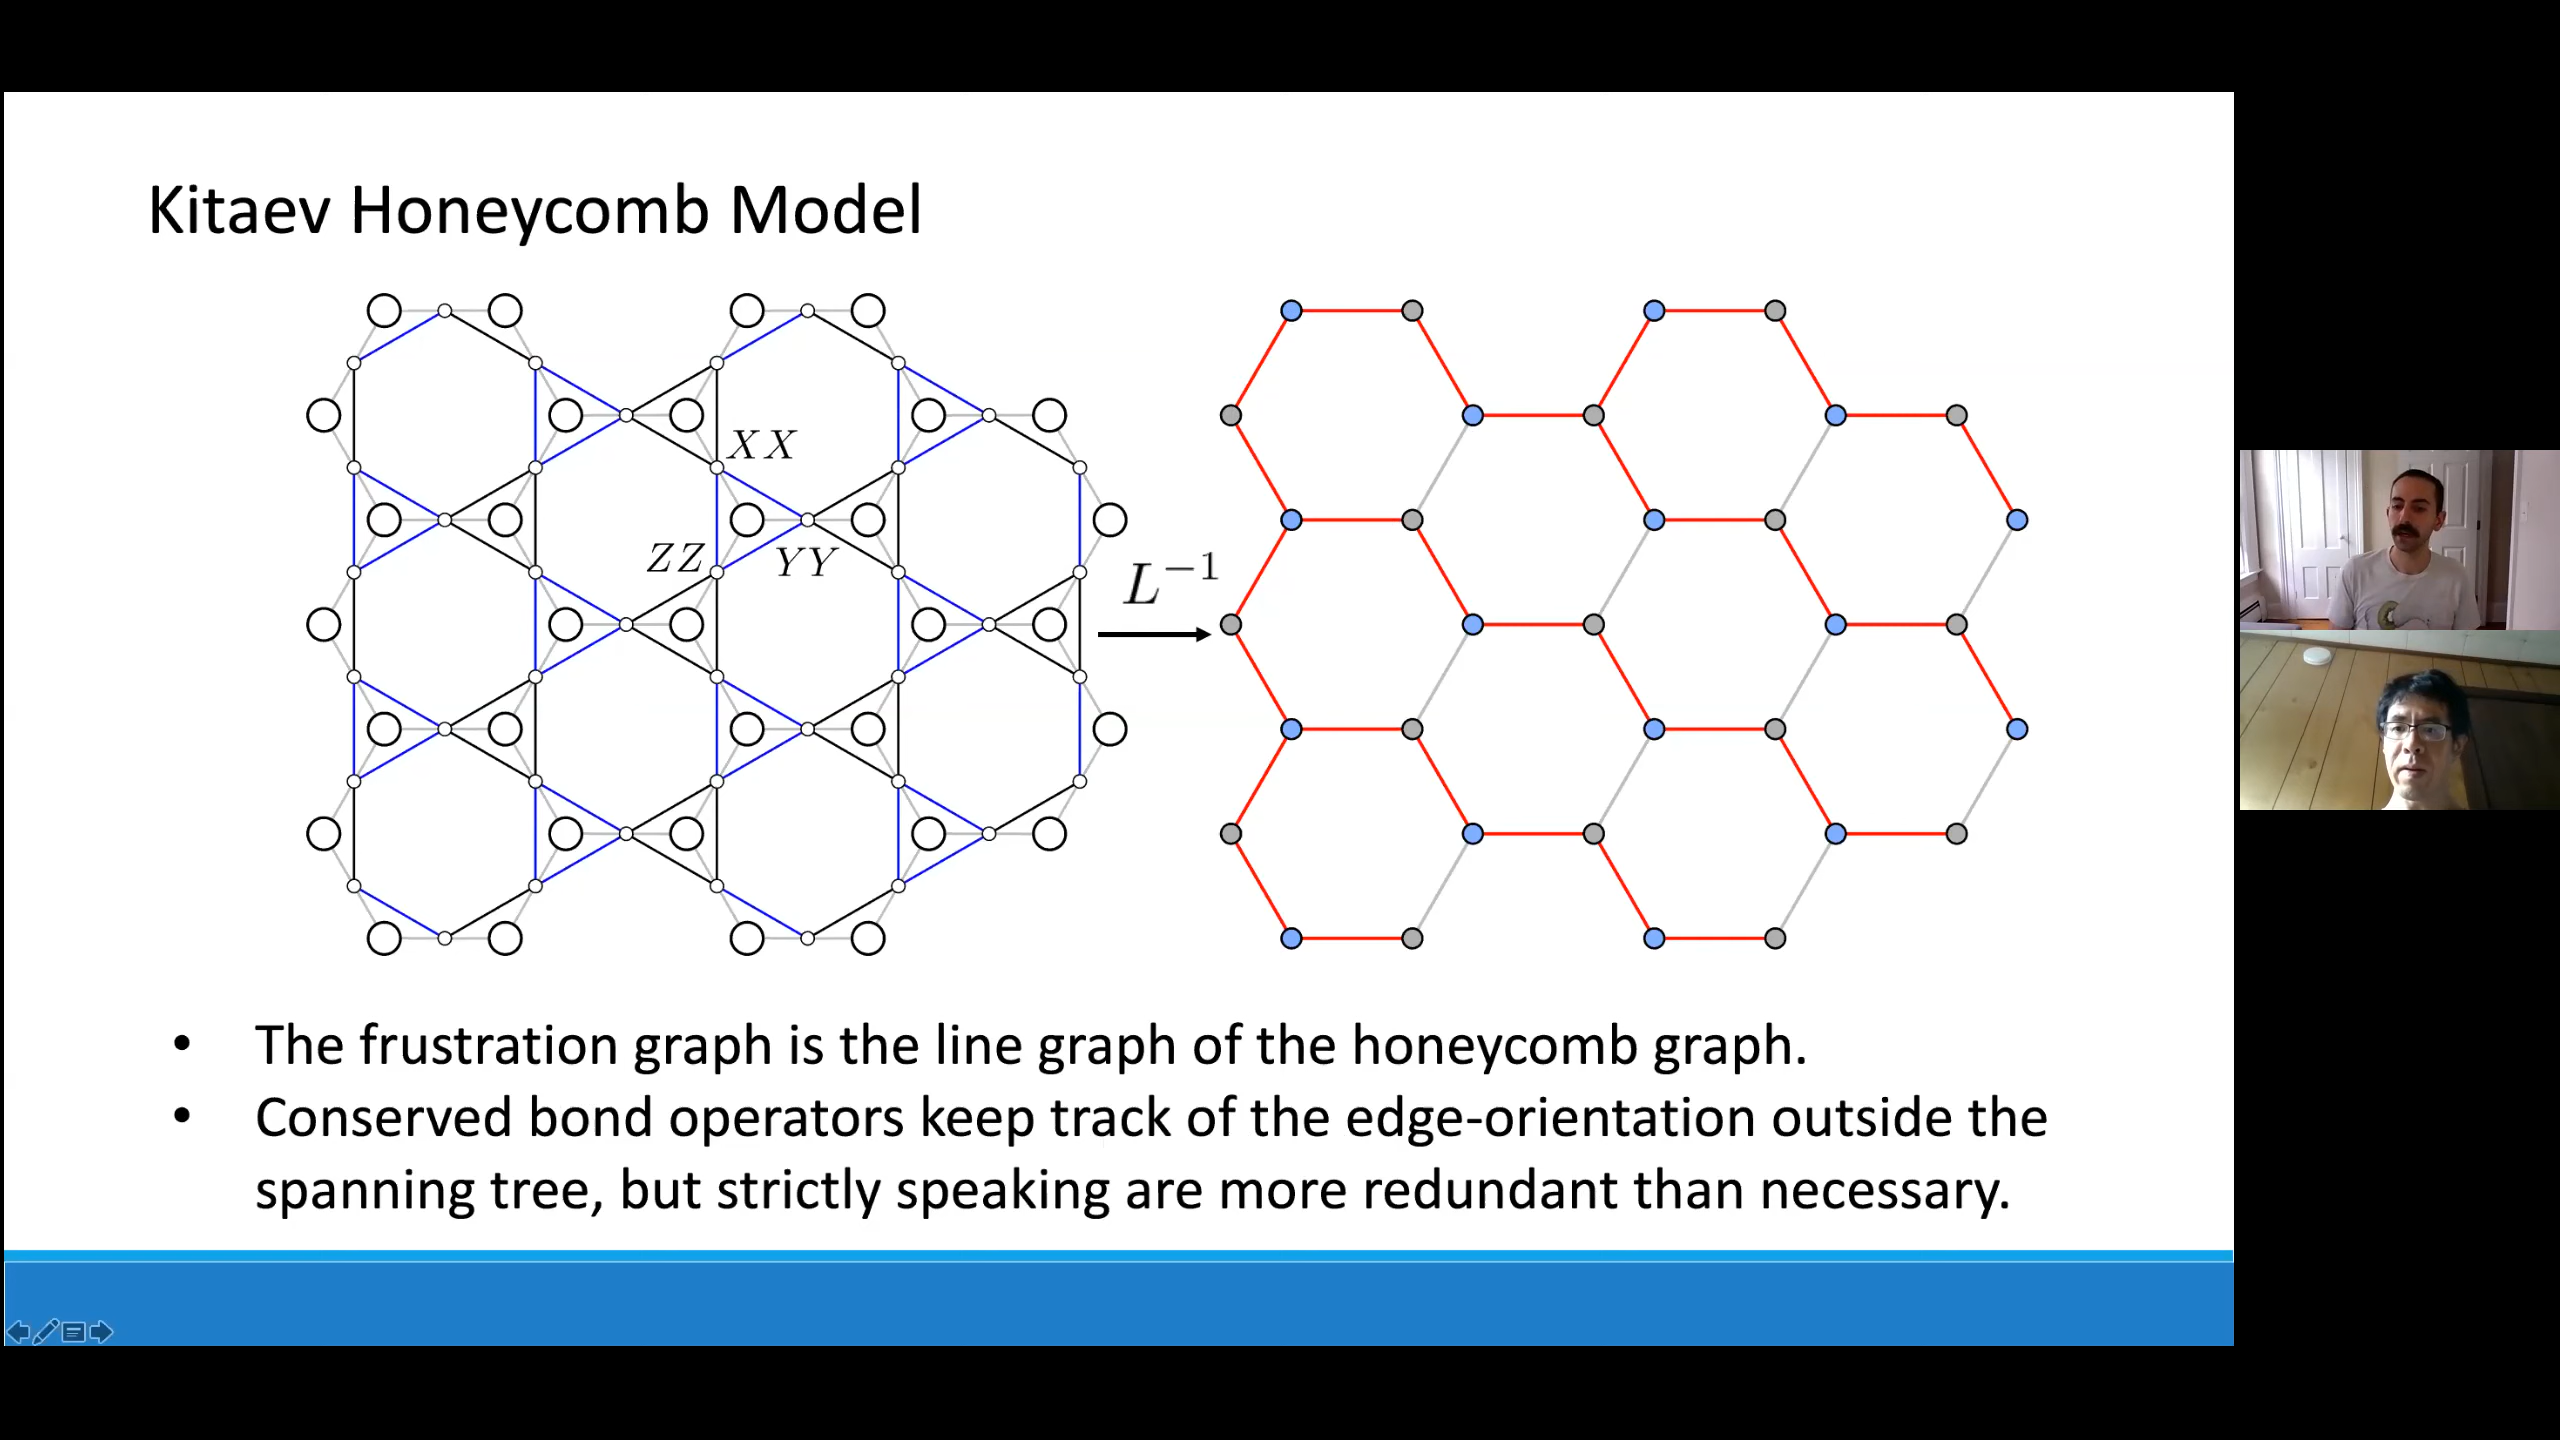 Kitaev Honeycomb Model
XX
ZZ
YY
L⁻¹
• The frustration graph is the line graph of the honeycomb graph.
• Conserved bond operators keep track of the edge-orientation outside the
spanning tree, but strictly speaking are more redundant than necessary.